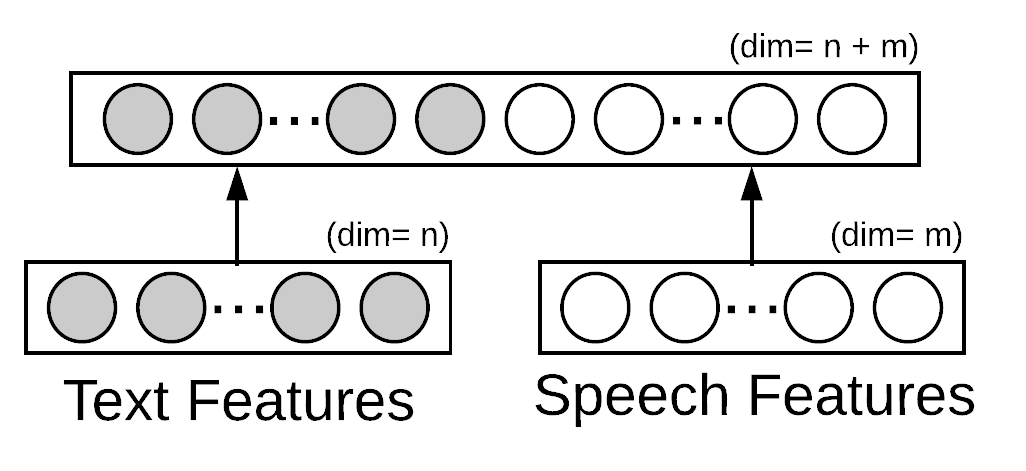 (dim= n + m)
(dim= n)
(dim= m)
Text Features
Speech Features